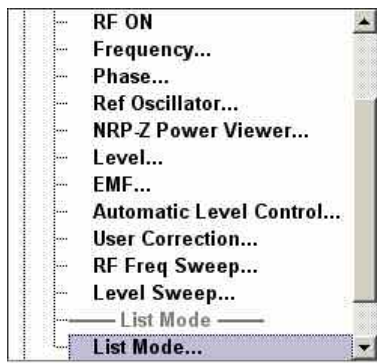 RF ON
Frequency...
Phase...
Ref Oscillator...
NRP-Z Power Viewer...
Level...
EMF...
Automatic Level Control...
User Correction...
RF Freq Sweep...
Level Sweep...
List Mode
List Mode...